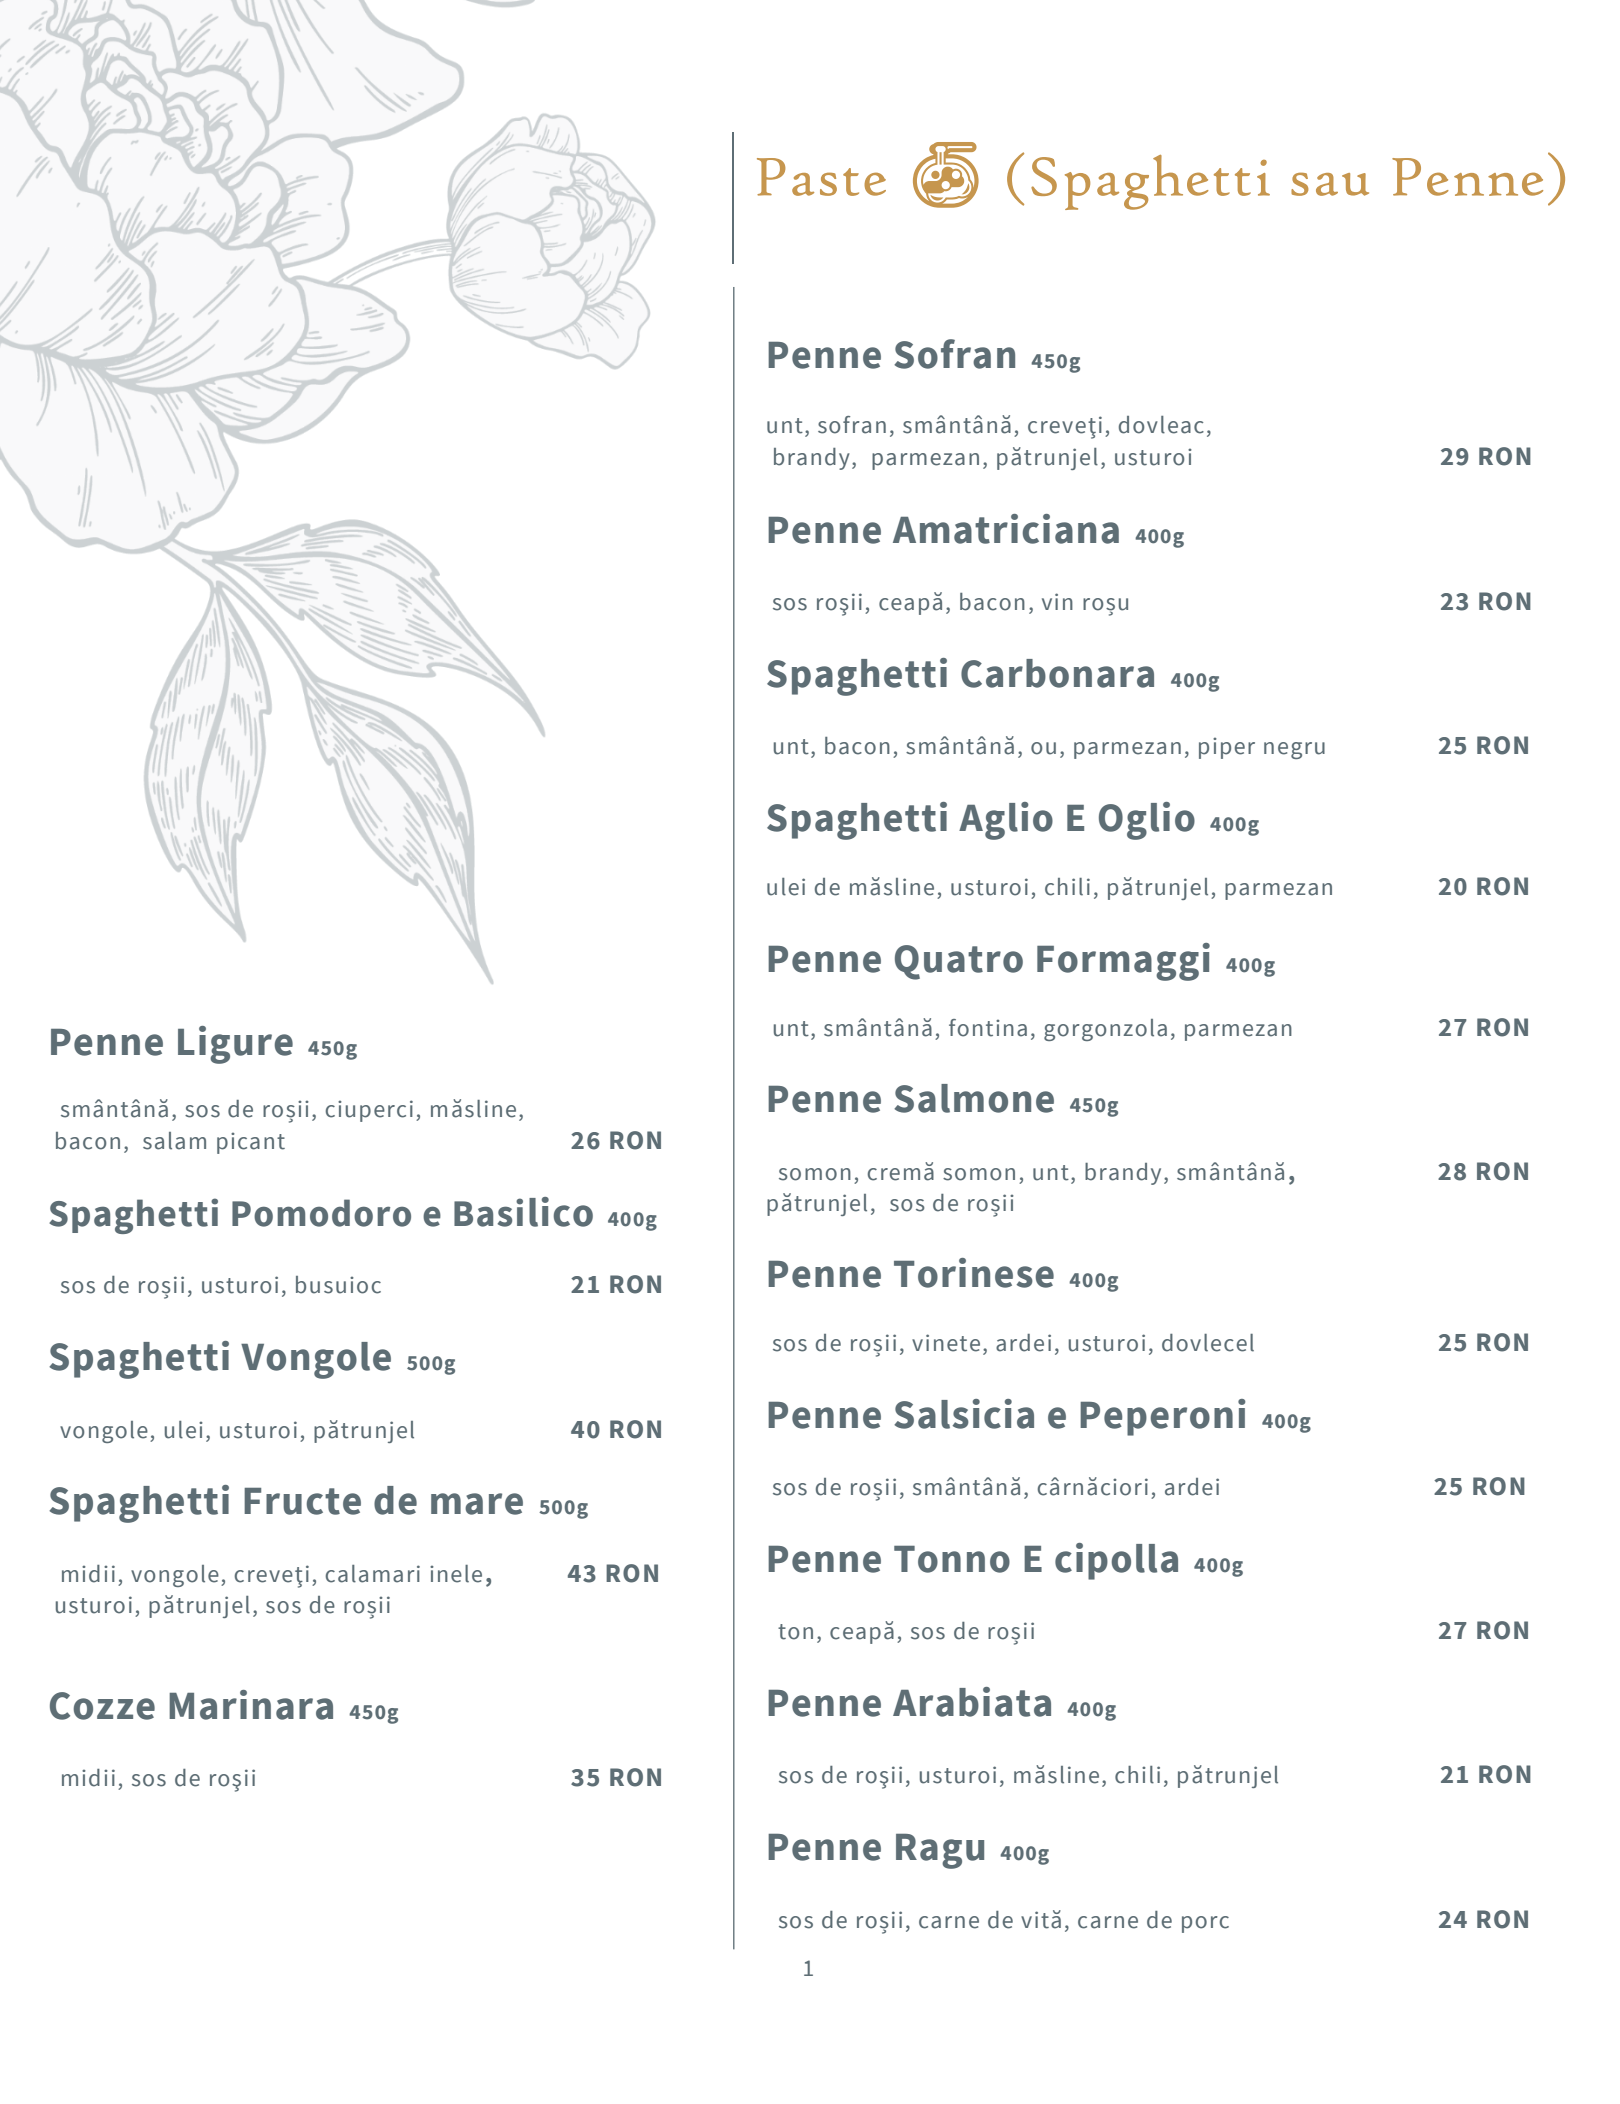 Paste (Spaghetti sau Penne)
Penne Sofran 450g
unt, sofran, smântână, creveţi, dovleac,
brandy, parmezan, pătrunjel, usturoi 29 RON
Penne Amatriciana 400g
sos roşii, ceapă, bacon, vin roșu 23 RON
Spaghetti Carbonara 400g
unt, bacon, smântână, ou, parmezan, piper negru 25 RON
Spaghetti Aglio E Oglio 400g
ulei de măsline, usturoi, chili, pătrunjel, parmezan 20 RON
Penne Quatro Formaggi 400g
unt, smântână, fontina, gorgonzola, parmezan 27 RON
Penne Salmone 450g
somon, cremă somon, unt, brandy, smântână, 28 RON
pătrunjel, sos de roșii
Penne Torinese 400g
sos de roșii, vinete, ardei, usturoi, dovlecel 25 RON
Penne Salsicia e Peperoni 400g
sos de roșii, smântână, cârnăciori, ardei 25 RON
Penne Tonno E cipolla 400g
ton, ceapă, sos de roșii 27 RON
Penne Arabiata 400g
sos de roşii, usturoi, măsline, chili, pătrunjel 21 RON
Penne Ragu 400g
sos de roșii, carne de vită, carne de porc 24 RON
Penne Ligure 450g
smântână, sos de roșii, ciuperci, măsline,
bacon, salam picant 26 RON
Spaghetti Pomodoro e Basilico 400g
sos de roșii, usturoi, busuioc 21 RON
Spaghetti Vongole 500g
vongole, ulei, usturoi, pătrunjel 40 RON
Spaghetti Fructe de mare 500g
midii, vongole, creveţi, calamari inele, 43 RON
usturoi, pătrunjel, sos de roșii
Cozze Marinara 450g
midii, sos de roşii 35 RON
1